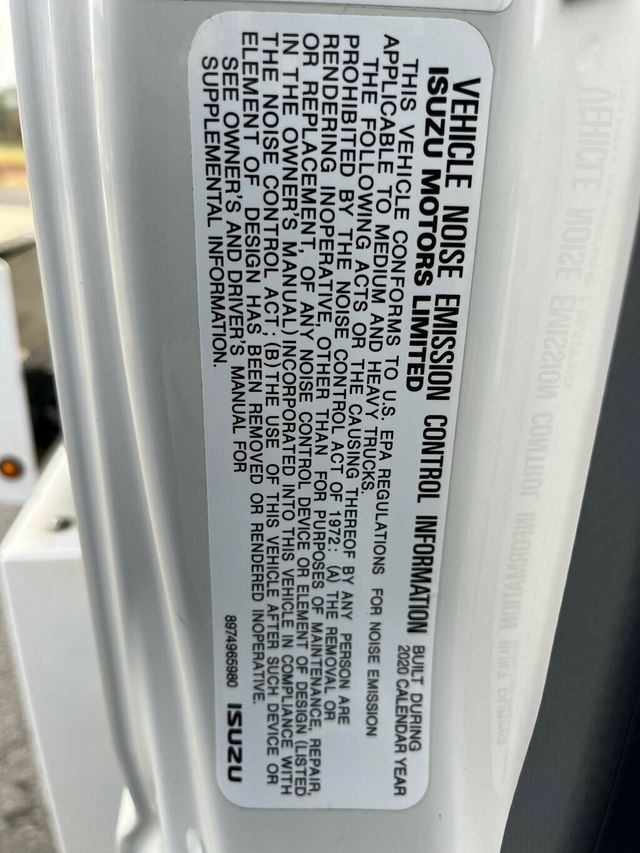 VEHICLE NOISE EMISSION CONTROL INFORMATION BUILT DURING
ISUZU MOTORS LIMITED 2020 CALENDAR YEAR
THIS VEHICLE CONFORMS TO U.S. EPA REGULATIONS FOR NOISE EMISSION
APPLICABLE TO MEDIUM AND HEAVY TRUCKS.
THE FOLLOWING ACTS OR THE CAUSING THEREOF BY ANY PERSON ARE
PROHIBITED BY THE NOISE CONTROL ACT OF 1972: (A) THE REMOVAL OR
RENDERING INOPERATIVE, OTHER THAN FOR PURPOSES OF MAINTENANCE, REPAIR,
OR REPLACEMENT, OF ANY NOISE CONTROL DEVICE OR ELEMENT OF DESIGN (LISTED
IN THE OWNER'S MANUAL) INCORPORATED INTO THIS VEHICLE IN COMPLIANCE WITH
THE NOISE CONTROL ACT; (B) THE USE OF THIS VEHICLE AFTER SUCH DEVICE OR
ELEMENT OF DESIGN HAS BEEN REMOVED OR RENDERED INOPERATIVE.
SEE OWNER'S AND DRIVER'S MANUAL FOR
SUPPLEMENTAL INFORMATION.
8974965980 ISUZU